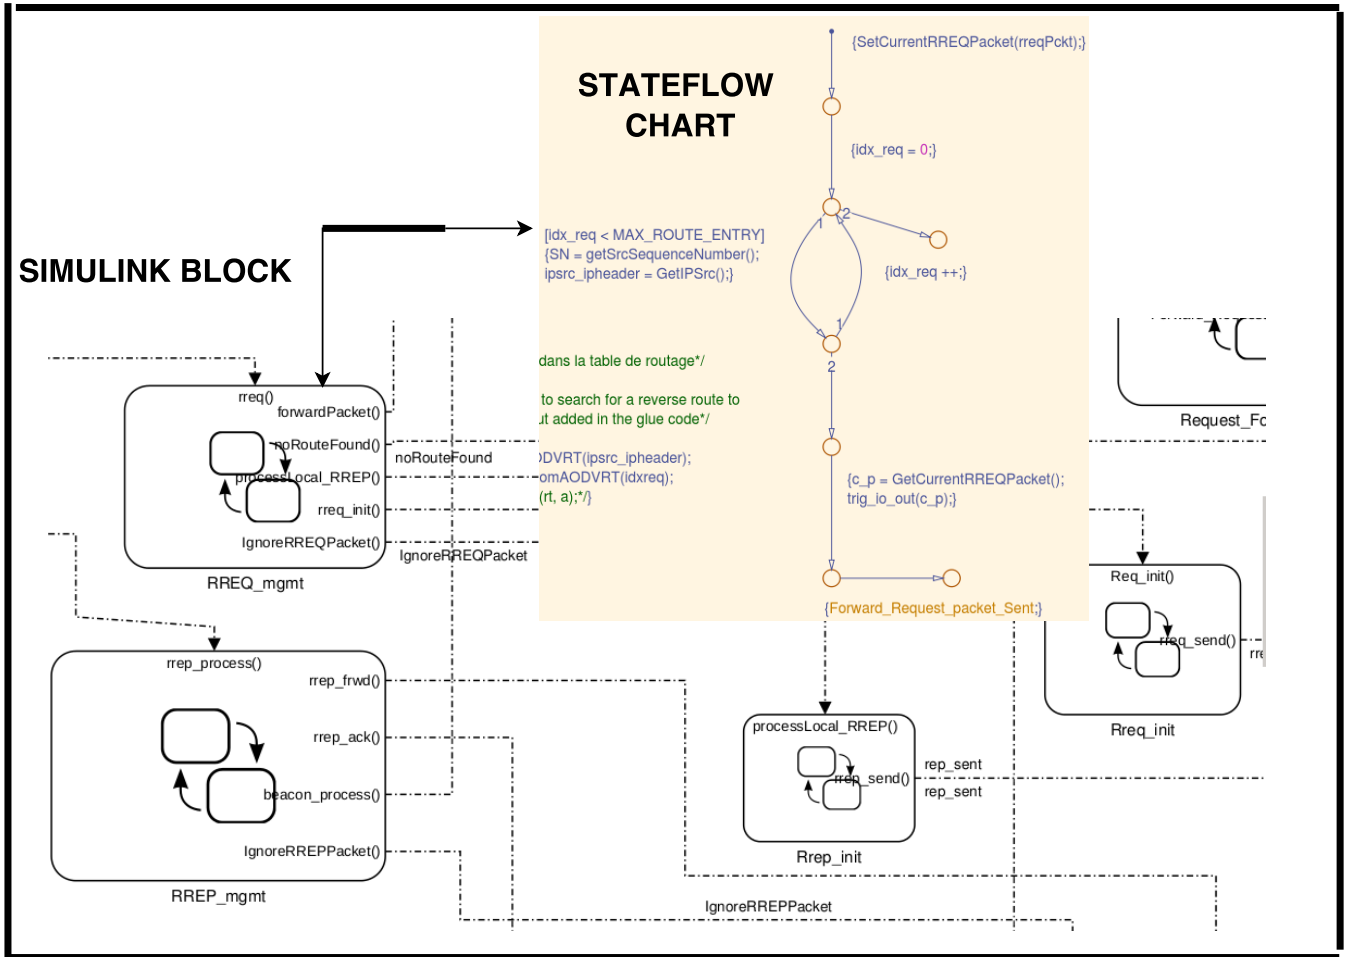 STATEFLOW
CHART
{SetCurrentRREQPacket(rreqPckt);}
{idx_req = 0;}
1
2
[idx_req < MAX_ROUTE_ENTRY]
{SN = getSrcSequenceNumber();
ipsrc_ipheader = GetIPSrc();}
{idx_req ++;}
1
2
dans la table de routage*/
to search for a reverse route to
ut added in the glue code*/
ODVRT(ipsrc_ipheader);
omAODVRT(idxreq);
(rt, a);*/}
{c_p = GetCurrentRREQPacket();
trig_io_out(c_p);}
{Forward_Request_packet_Sent;}
SIMULINK BLOCK
rreq()
forwardPacket()
noRouteFound()
processLocal_RREP()
rreq_init()
IgnoreRREQPacket()
RREQ_mgmt
noRouteFound
IgnoreRREQPacket
Request_Fo
Req_init()
rreq_send()
rre
Rreq_init
rrep_process()
rrep_frwd()
rrep_ack()
beacon_process()
IgnoreRREPPacket()
RREP_mgmt
processLocal_RREP()
rrep_send()
rep_sent
rep_sent
Rrep_init
IgnoreRREPPacket